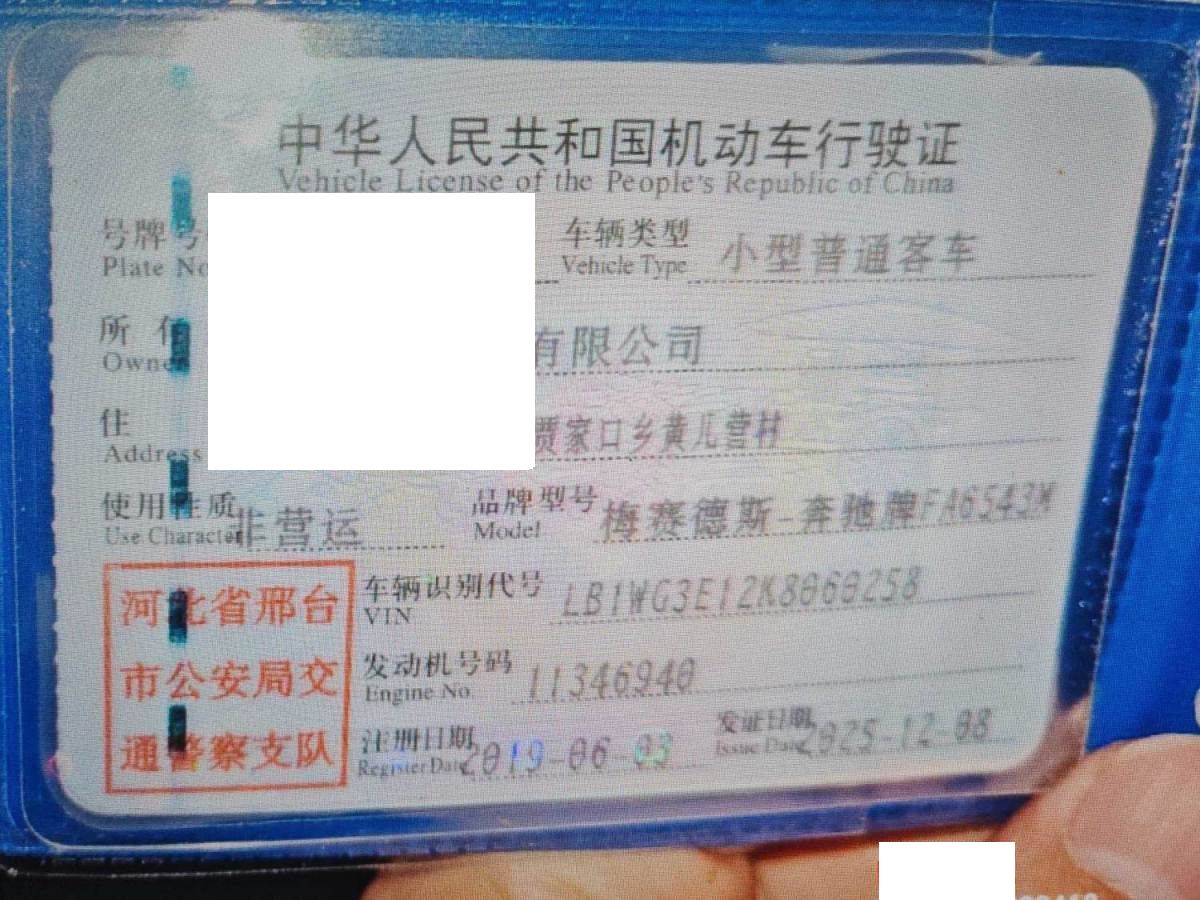 中华人民共和国机动车行驶证
Vehicle License of the People's Republic of China
号牌号 车辆类型 小型普通客车
Plate No Vehicle Type
所 有限公司
Owner
住 贾家口乡黄儿营村
Address
使用性质 非营运 品牌型号 梅赛德斯-奔驰牌FA6543M
Use Character Model
河北省邢台
市公安局交
通警察支队
车辆识别代号 LB1WG3E12K8060258
VIN
发动机号码 11346940
Engine No.
注册日期 2019-06-03 发证日期 2025-12-08
Register Date Issue Date